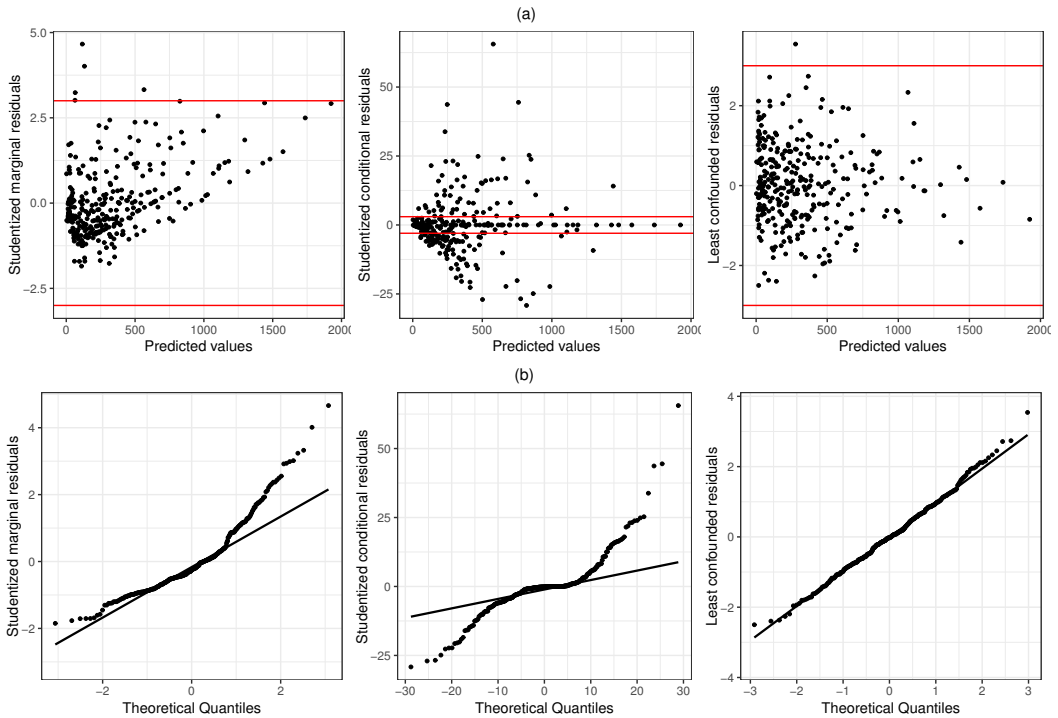 (a)
Studentized marginal residuals
5.0
2.5
0.0
−2.5
0 500 1000 1500 2000
Predicted values
Studentized conditional residuals
50
25
0
−25
0 500 1000 1500 2000
Predicted values
Least confounded residuals
2
0
−2
0 500 1000 1500 2000
Predicted values
(b)
Studentized marginal residuals
4
2
0
−2
−2 0 2
Theoretical Quantiles
Studentized conditional residuals
50
25
0
−25
−30 −20 −10 0 10 20 30
Theoretical Quantiles
Least confounded residuals
4
2
0
−2
−4
−3 −2 −1 0 1 2 3
Theoretical Quantiles